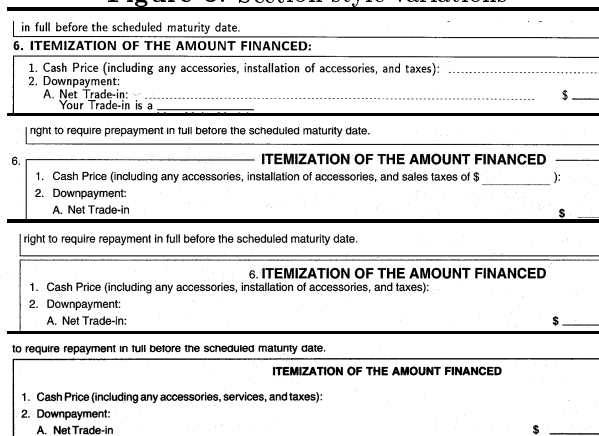 in full before the scheduled maturity date.
6. ITEMIZATION OF THE AMOUNT FINANCED:
1. Cash Price (including any accessories, installation of accessories, and taxes):
2. Downpayment:
A. Net Trade-in: $
Your Trade-in is a
right to require prepayment in full before the scheduled maturity date.
6. ITEMIZATION OF THE AMOUNT FINANCED
1. Cash Price (including any accessories, installation of accessories, and sales taxes of $ ):
2. Downpayment:
A. Net Trade-in $
right to require repayment in full before the scheduled maturity date.
6. ITEMIZATION OF THE AMOUNT FINANCED
1. Cash Price (including any accessories, installation of accessories, and taxes):
2. Downpayment:
A. Net Trade-in: $
to require repayment in full before the scheduled maturity date.
ITEMIZATION OF THE AMOUNT FINANCED
1. Cash Price (including any accessories, services, and taxes):
2. Downpayment:
A. Net Trade-in $